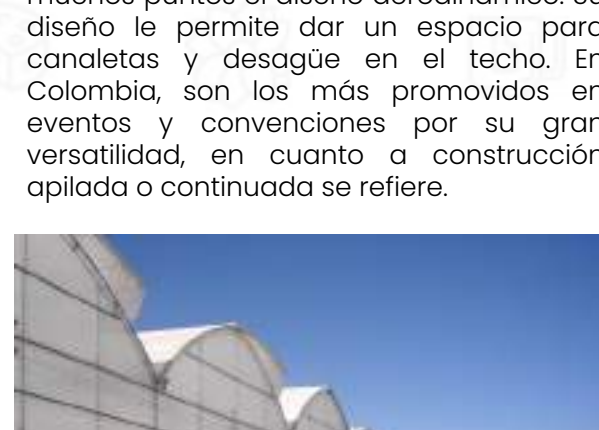 muchos puntos el diseño aerodinámico. Su
diseño le permite dar un espacio para
canaletas y desagüe en el techo. En
Colombia, son los más promovidos en
eventos y convenciones por su gran
versatilidad, en cuanto a construcción
apilada o continuada se refiere.